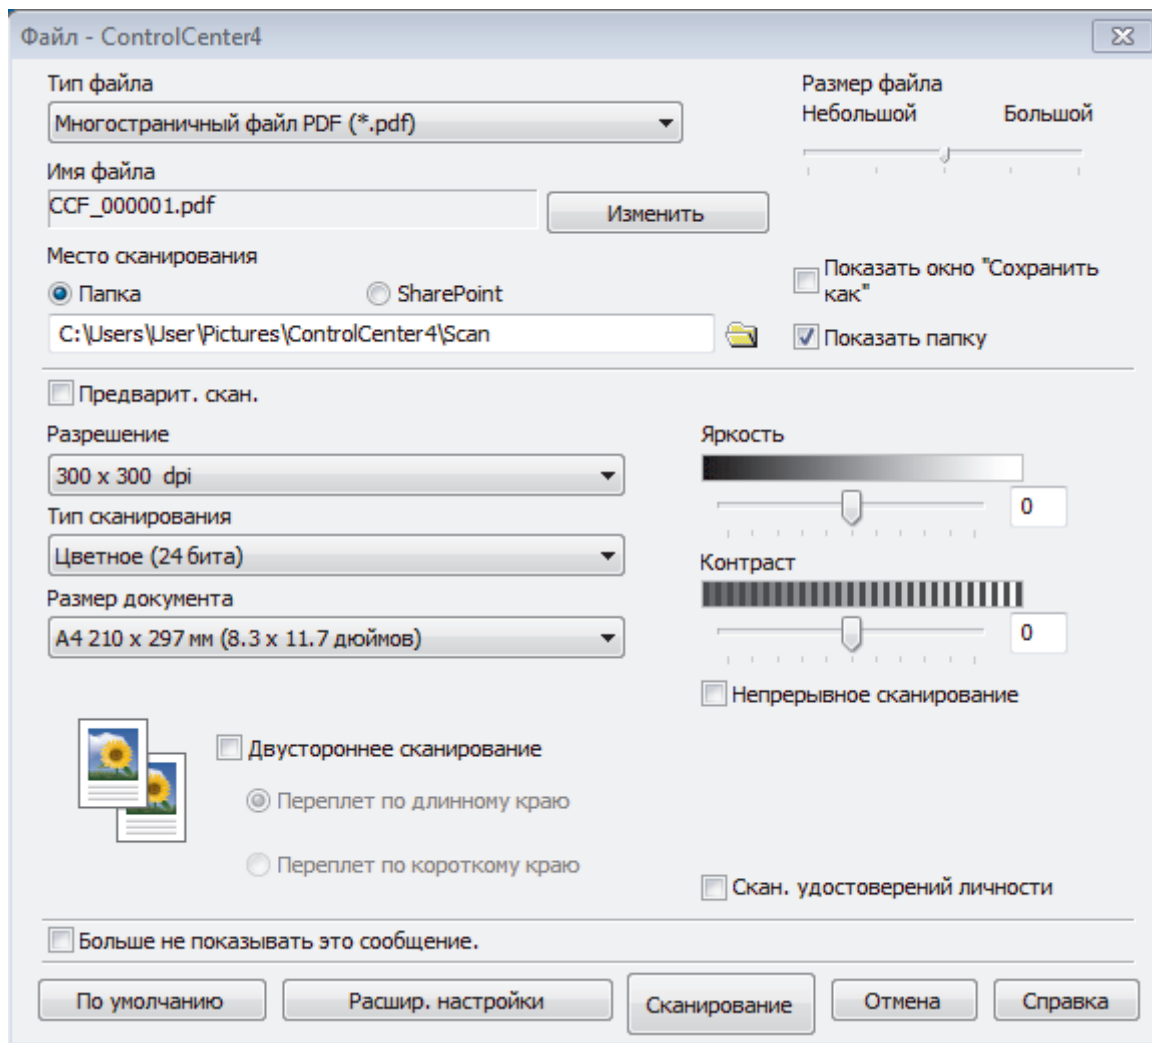 Файл - ControlCenter4
Тип файла
Многостраничный файл PDF (*.pdf)
Размер файла
Небольшой Большой
Имя файла
CCF_000001.pdf
Изменить
Место сканирования
Папка
SharePoint
Показать окно "Сохранить
как"
C:\Users\User\Pictures\ControlCenter4\Scan
Показать папку
Предварит. скан.
Разрешение
300 x 300 dpi
Тип сканирования
Цветное (24 бита)
Размер документа
A4 210 x 297 мм (8.3 x 11.7 дюймов)
Яркость
0
Контраст
0
Непрерывное сканирование
Двустороннее сканирование
Переплет по длинному краю
Переплет по короткому краю
Скан. удостоверений личности
Больше не показывать это сообщение.
По умолчанию
Расшир. настройки
Сканирование
Отмена
Справка